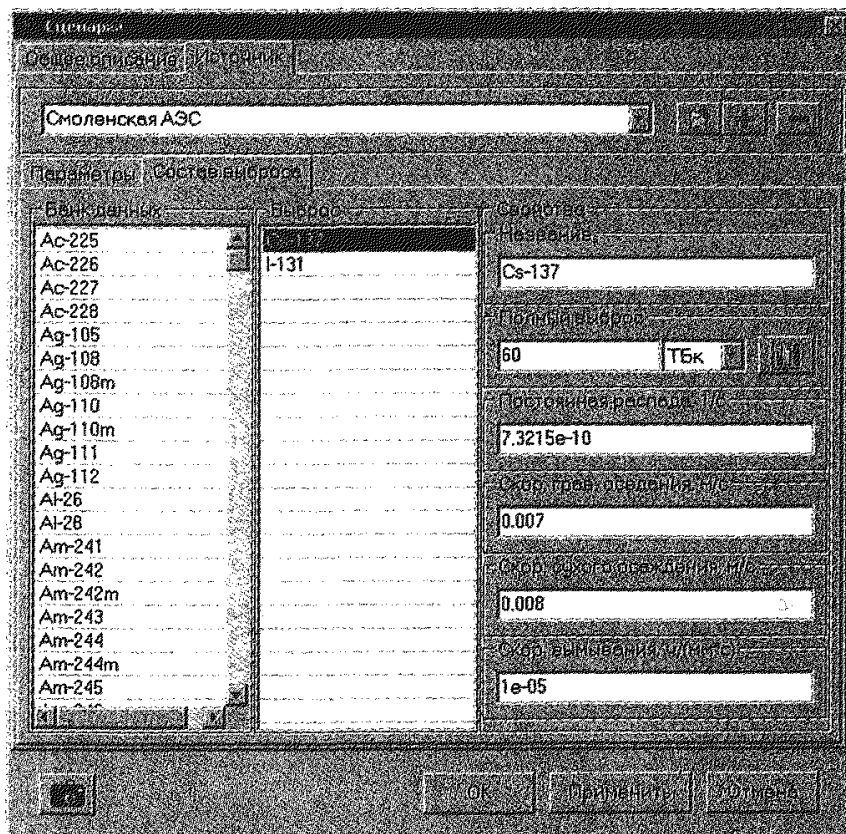 Сценарий
Общее описание Источник
Смоленская АЭС
Параметры Состав выброса
Банк данных
Ac-225
Ac-226
Ac-227
Ac-228
Ag-105
Ag-108
Ag-108m
Ag-110
Ag-110m
Ag-111
Ag-112
Al-26
Al-28
Am-241
Am-242
Am-242m
Am-243
Am-244
Am-244m
Am-245
Выброс
I-131
Свойства
Название
Cs-137
Полный выброс
60 ТБк
Постоянная распада, 1/с
7.3215e-10
Скор. грав. оседания, м/с
0.007
Скор. сухого осаждения, м/с
0.008
Скор. вымывания, ч/(мм*с)
1e-05
OK Применить Отмена